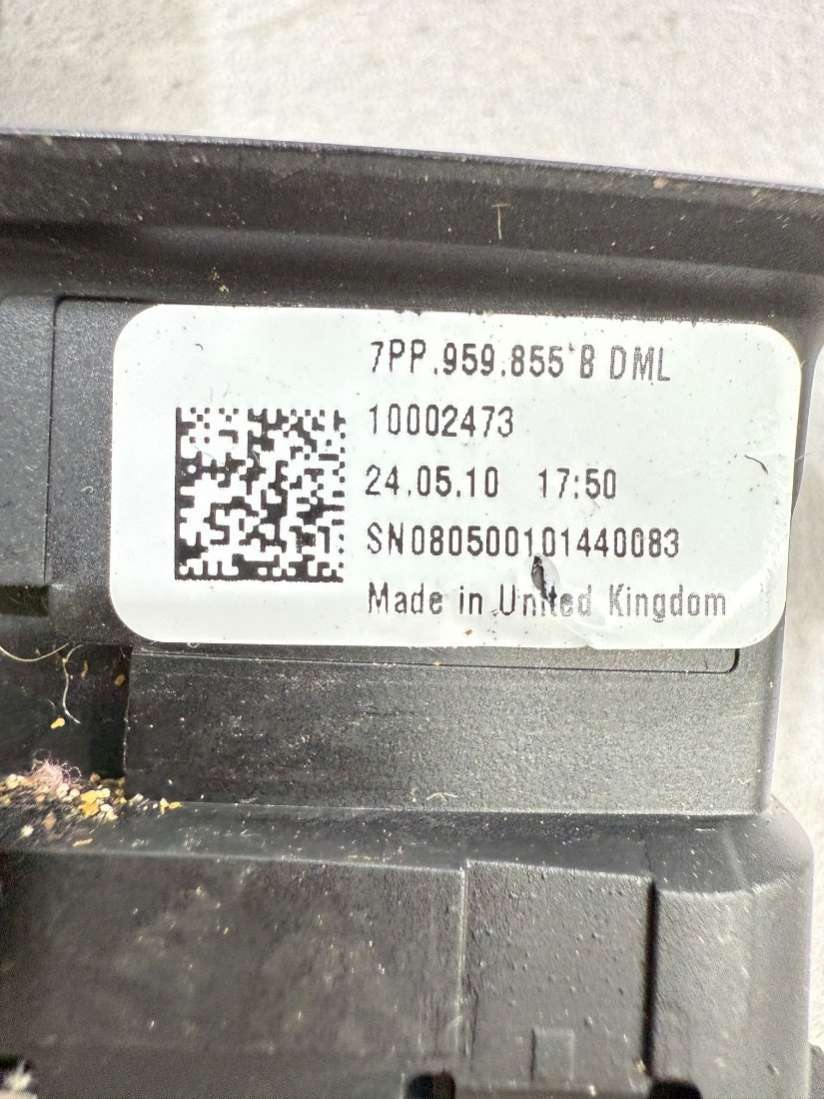 7PP.959.855 B DML
10002473
24.05.10 17:50
SN080500101440083
Made in United Kingdom